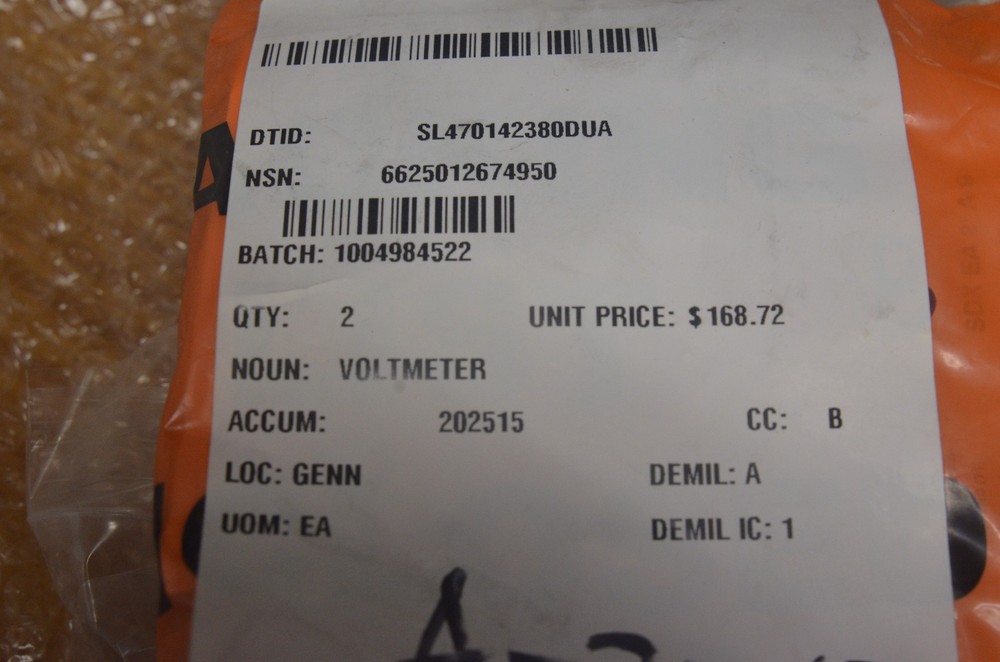 DTID: SL470142380DUA
NSN: 6625012674950
BATCH: 1004984522
QTY: 2 UNIT PRICE: $168.72
NOUN: VOLTMETER
ACCUM: 202515 CC: B
LOC: GENN DEMIL: A
UOM: EA DEMIL IC: 1